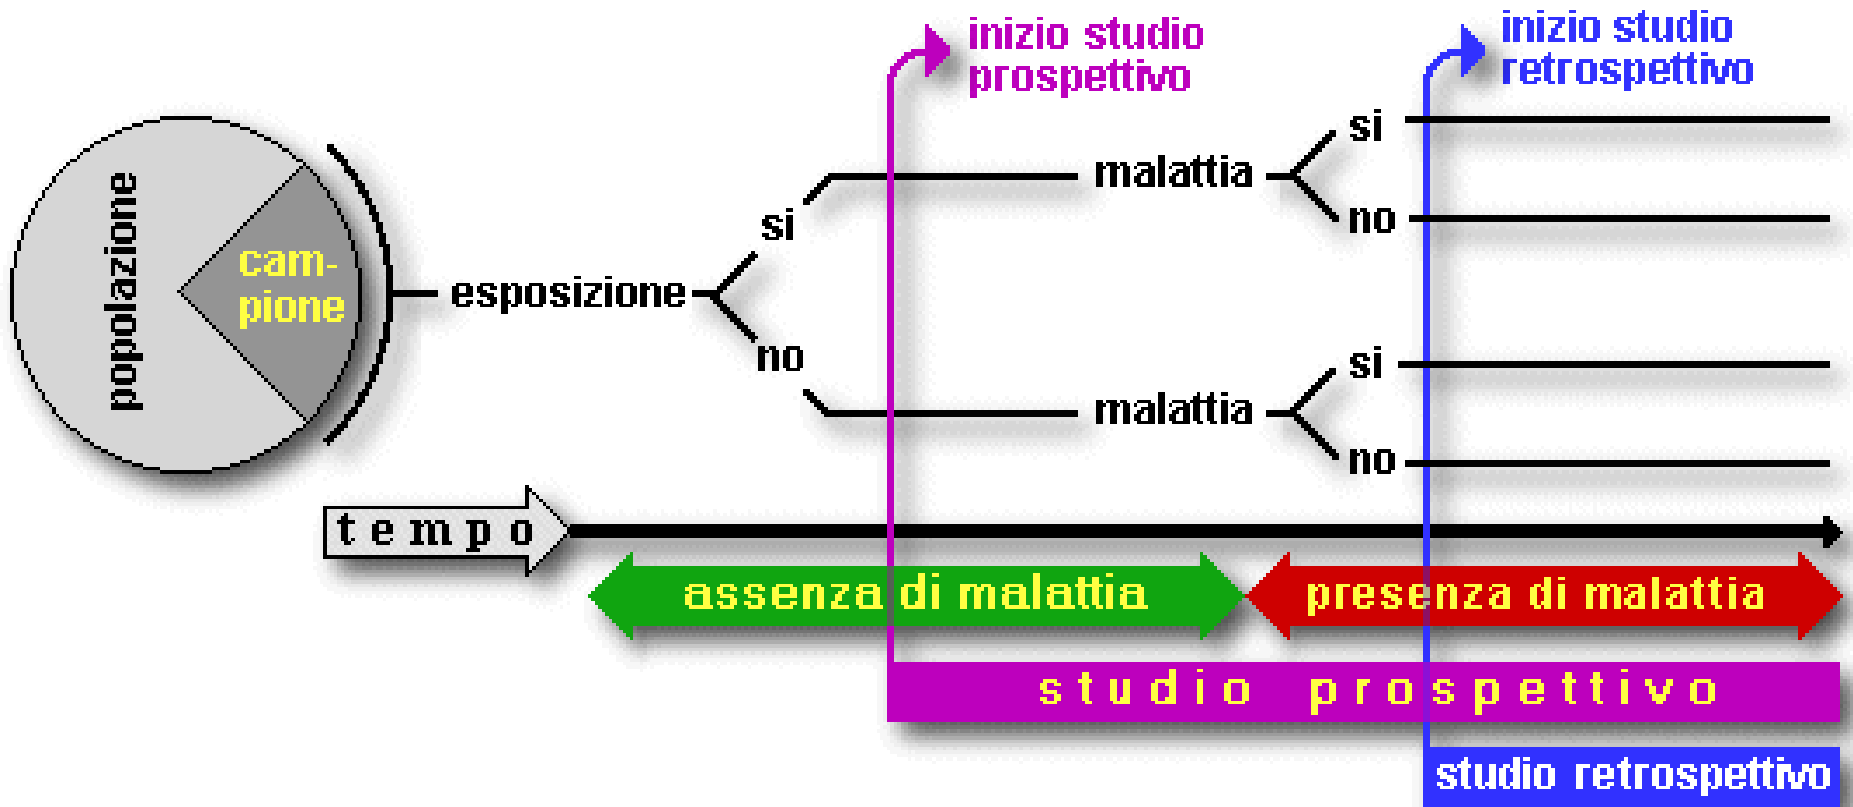 inizio studio
prospettivo
inizio studio
retrospettivo
popolazione
cam-
pione
esposizione
si
no
malattia
si
no
malattia
si
no
tempo
assenza di malattia
presenza di malattia
studio prospettivo
studio retrospettivo